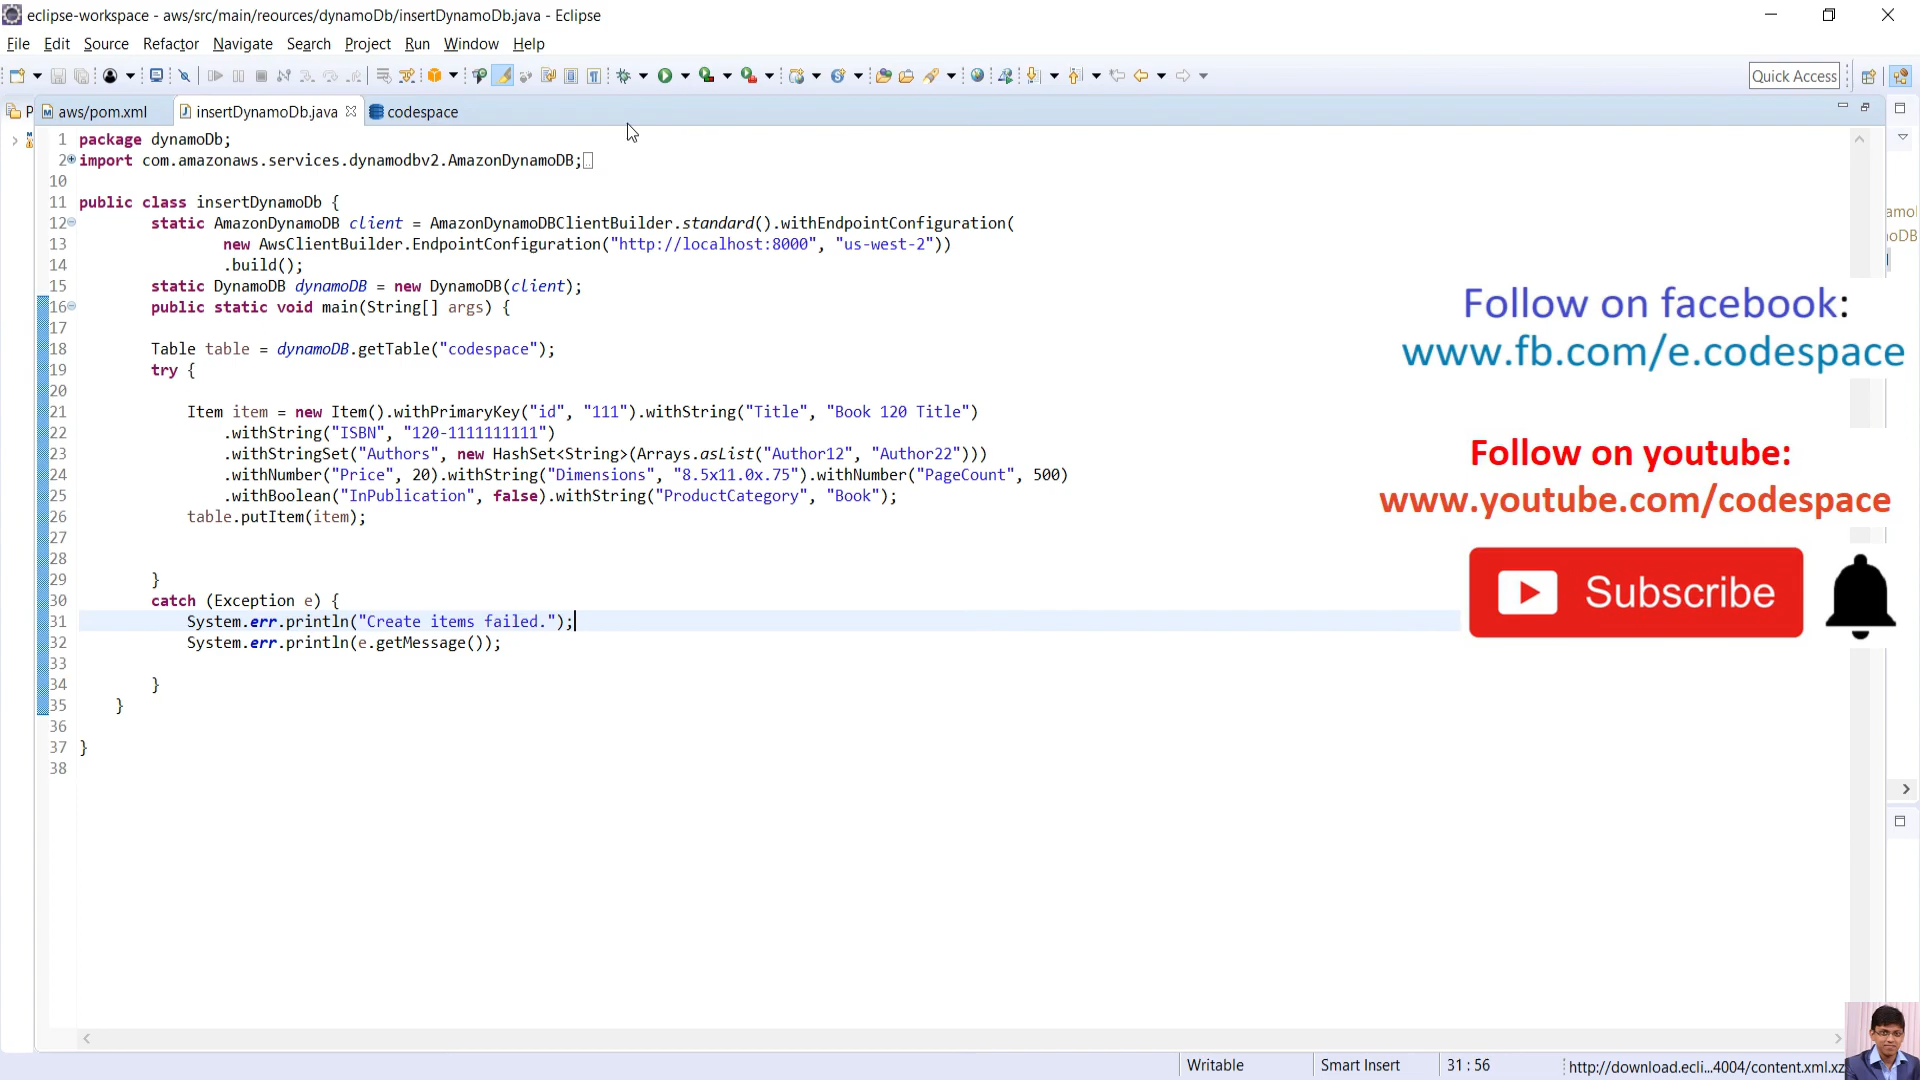 eclipse-workspace - aws/src/main/reources/dynamoDb/insertDynamoDb.java - Eclipse
File Edit Source Refactor Navigate Search Project Run Window Help
Quick Access
P aws/pom.xml insertDynamoDb.java codespace
1 package dynamoDb;
2 import com.amazonaws.services.dynamodbv2.AmazonDynamoDB;
10
11 public class insertDynamoDb {
12 static AmazonDynamoDB client = AmazonDynamoDBClientBuilder.standard().withEndpointConfiguration(
13 new AwsClientBuilder.EndpointConfiguration("http://localhost:8000", "us-west-2"))
14 .build();
15 static DynamoDB dynamoDB = new DynamoDB(client);
16 public static void main(String[] args) {
17
18 Table table = dynamoDB.getTable("codespace");
19 try {
20
21 Item item = new Item().withPrimaryKey("id", "111").withString("Title", "Book 120 Title")
22 .withString("ISBN", "120-1111111111")
23 .withStringSet("Authors", new HashSet<String>(Arrays.asList("Author12", "Author22")))
24 .withNumber("Price", 20).withString("Dimensions", "8.5x11.0x.75").withNumber("PageCount", 500)
25 .withBoolean("InPublication", false).withString("ProductCategory", "Book");
26 table.putItem(item);
27
28
29 }
30 catch (Exception e) {
31 System.err.println("Create items failed.");
32 System.err.println(e.getMessage());
33
34 }
35 }
36
37 }
38
amol
oDB
Follow on facebook:
www.fb.com/e.codespace
Follow on youtube:
www.youtube.com/codespace
Subscribe
Writable Smart Insert 31 : 56 http://download.ecli...4004/content.xml.xz